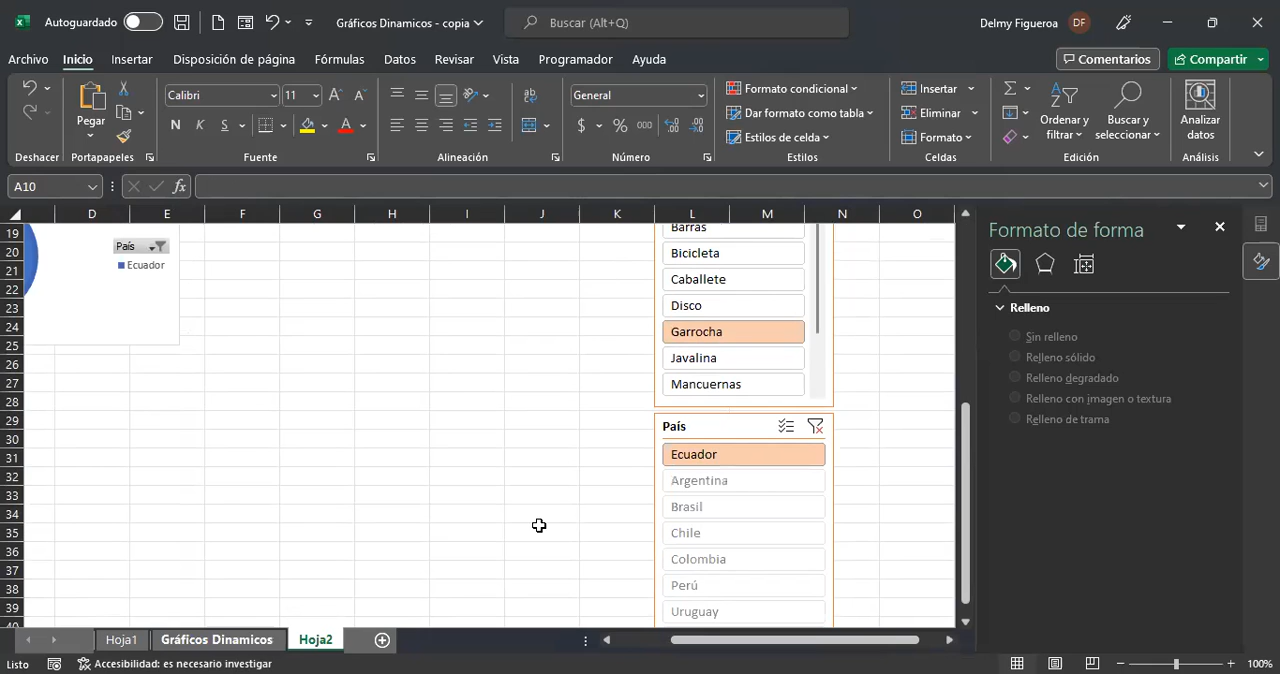 Autoguardado
Gráficos Dinamicos - copia
Buscar (Alt+Q)
Delmy Figueroa
DF
Archivo Inicio Insertar Disposición de página Fórmulas Datos Revisar Vista Programador Ayuda
Comentarios
Compartir
Pegar
Calibri
11
General
Formato condicional
Dar formato como tabla
Estilos de celda
Insertar
Eliminar
Formato
Ordenar y filtrar
Buscar y seleccionar
Analizar datos
N K S
$ % 000
Deshacer Portapapeles Fuente Alineación Número Estilos Celdas Edición Análisis
A10
fx
D E F G H I J K L M N O
19
20
21
22
23
24
25
26
27
28
29
30
31
32
33
34
35
36
37
38
39
40
País
Ecuador
Barras
Bicicleta
Caballete
Disco
Garrocha
Javalina
Mancuernas
País
Ecuador
Argentina
Brasil
Chile
Colombia
Perú
Uruguay
Formato de forma
Relleno
Sin relleno
Relleno sólido
Relleno degradado
Relleno con imagen o textura
Relleno de trama
Hoja1 Gráficos Dinamicos Hoja2
Listo
Accesibilidad: es necesario investigar
100%